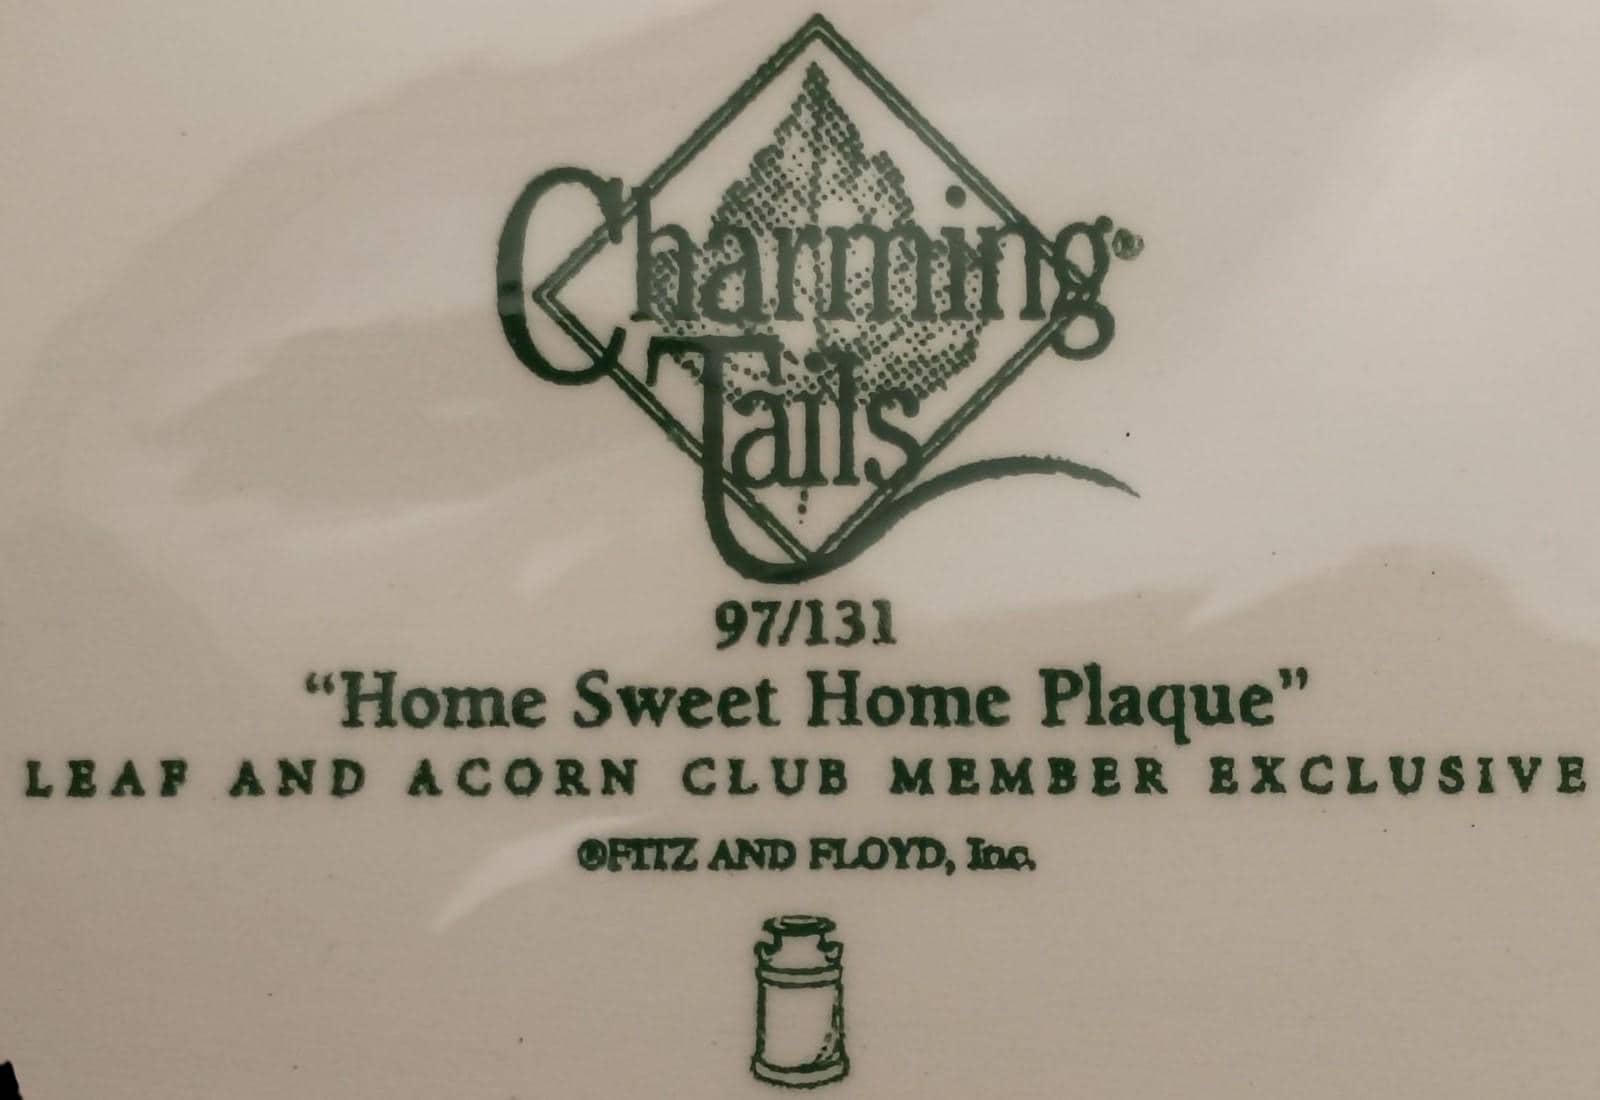 Charming®
Tails
97/131
“Home Sweet Home Plaque”
LEAF AND ACORN CLUB MEMBER EXCLUSIVE
©FITZ AND FLOYD, Inc.